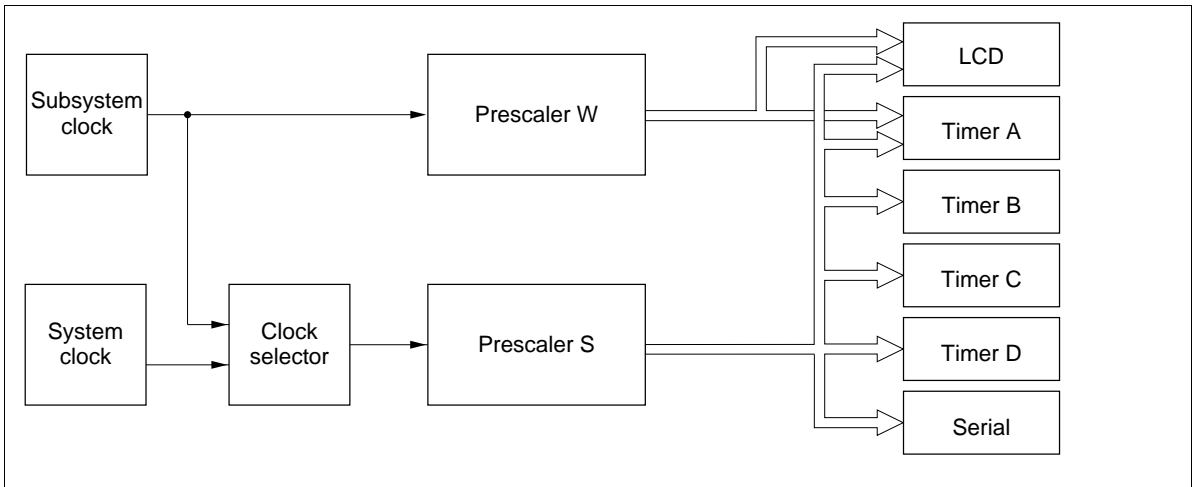 Subsystem
clock
Prescaler W
LCD
Timer A
Timer B
Timer C
System
clock
Clock
selector
Prescaler S
Timer D
Serial